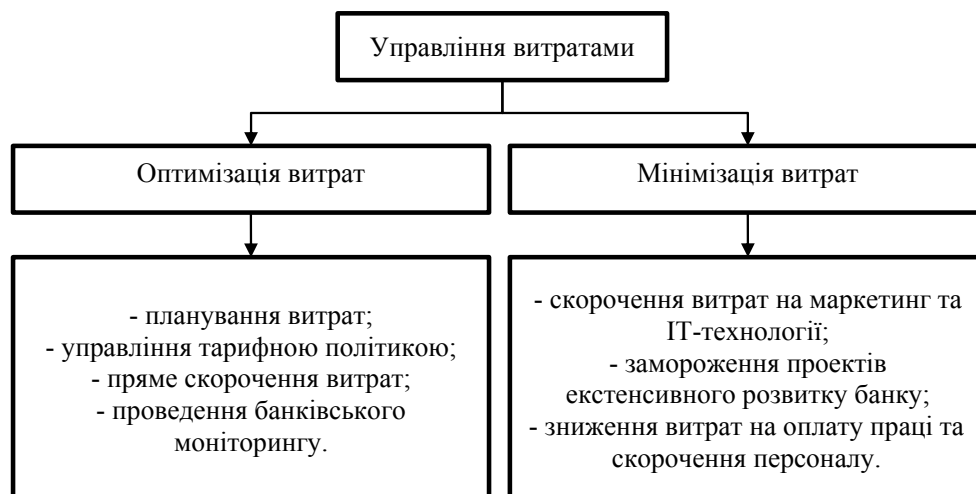 Управління витратами
Оптимізація витрат
Мінімізація витрат
- планування витрат;
- управління тарифною політикою;
- пряме скорочення витрат;
- проведення банківського
моніторингу.
- скорочення витрат на маркетинг та
ІТ-технології;
- замороження проектів
екстенсивного розвитку банку;
- зниження витрат на оплату праці та
скорочення персоналу.